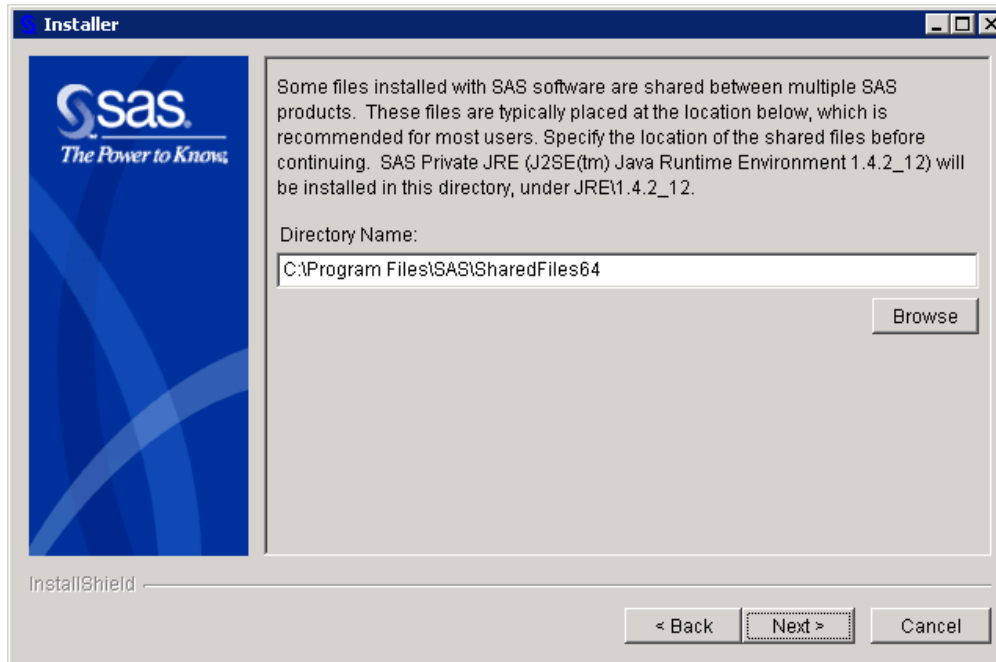 Installer
sas
The Power to Know
Some files installed with SAS software are shared between multiple SAS
products. These files are typically placed at the location below, which is
recommended for most users. Specify the location of the shared files before
continuing. SAS Private JRE (J2SE(tm) Java Runtime Environment 1.4.2_12) will
be installed in this directory, under JRE\1.4.2_12.
Directory Name:
C:\Program Files\SAS\SharedFiles64
Browse
InstallShield
< Back
Next >
Cancel